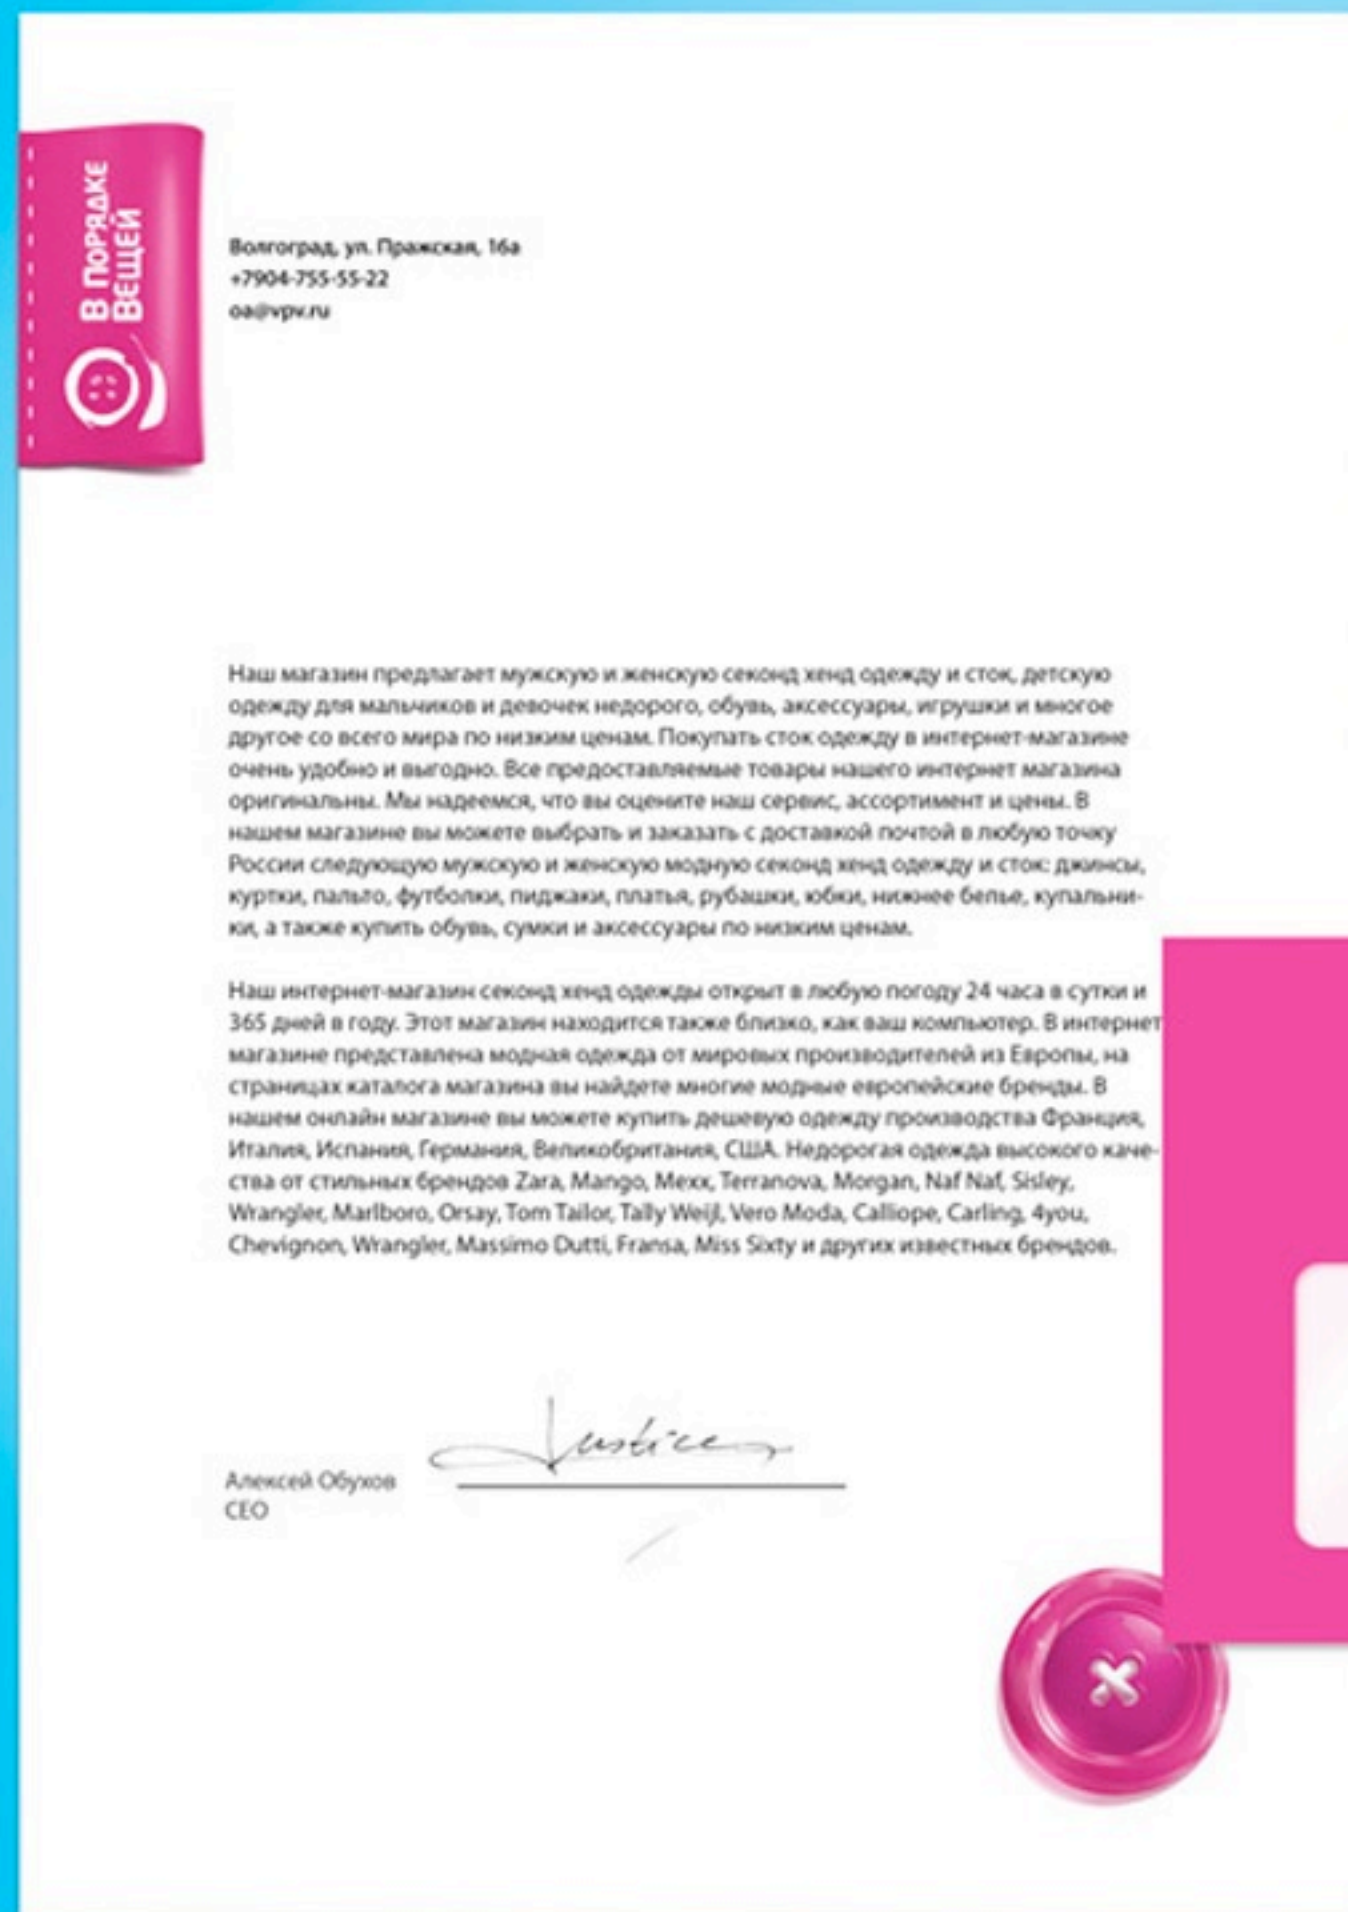 В ПОРЯДКЕ
ВЕЩЕЙ
Волгоград, ул. Пражская, 16а
+7904-755-55-22
oa@vpv.ru
Наш магазин предлагает мужскую и женскую секонд хенд одежду и сток, детскую
одежду для мальчиков и девочек недорого, обувь, аксессуары, игрушки и многое
другое со всего мира по низким ценам. Покупать сток одежду в интернет-магазине
очень удобно и выгодно. Все предоставляемые товары нашего интернет магазина
оригинальны. Мы надеемся, что вы оцените наш сервис, ассортимент и цены. В
нашем магазине вы можете выбрать и заказать с доставкой почтой в любую точку
России следующую мужскую и женскую модную секонд хенд одежду и сток: джинсы,
куртки, пальто, футболки, пиджаки, платья, рубашки, юбки, нижнее белье, купальни-
ки, а также купить обувь, сумки и аксессуары по низким ценам.
Наш интернет-магазин секонд хенд одежды открыт в любую погоду 24 часа в сутки и
365 дней в году. Этот магазин находится также близко, как ваш компьютер. В интернет
магазине представлена модная одежда от мировых производителей из Европы, на
страницах каталога магазина вы найдете многие модные европейские бренды. В
нашем онлайн магазине вы можете купить дешевую одежду производства Франция,
Италия, Испания, Германия, Великобритания, США. Недорогая одежда высокого каче-
ства от стильных брендов Zara, Mango, Mexx, Terranova, Morgan, Naf Naf, Sisley,
Wrangler, Marlboro, Orsay, Tom Tailor, Tally Weijl, Vero Moda, Calliope, Carling, 4you,
Chevignon, Wrangler, Massimo Dutti, Fransa, Miss Sixty и других известных брендов.
Justice
Алексей Обухов
CEO